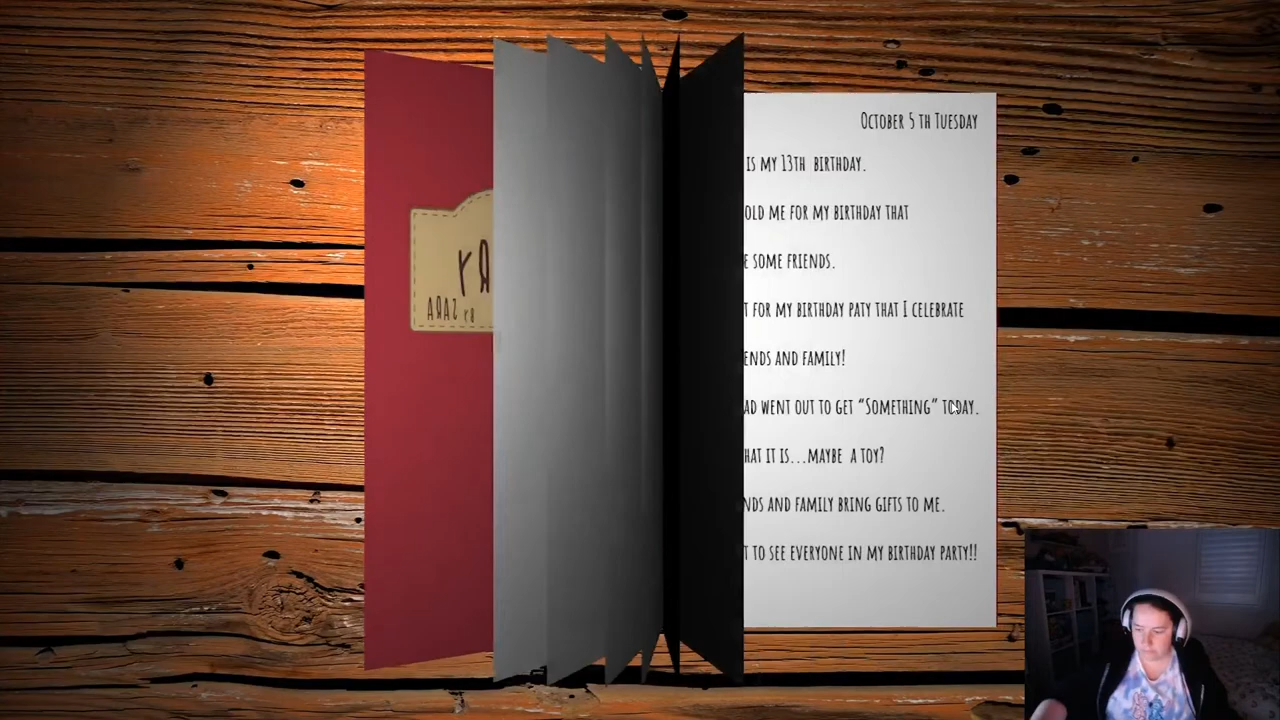 October 5 th Tuesday
is my 13th birthday.
old me for my birthday that
e some friends.
t for my birthday paty that I celebrate
ends and family!
ad went out to get “Something” today.
hat it is...maybe a toy?
nds and family bring gifts to me.
t to see everyone in my birthday party!!
by Sara